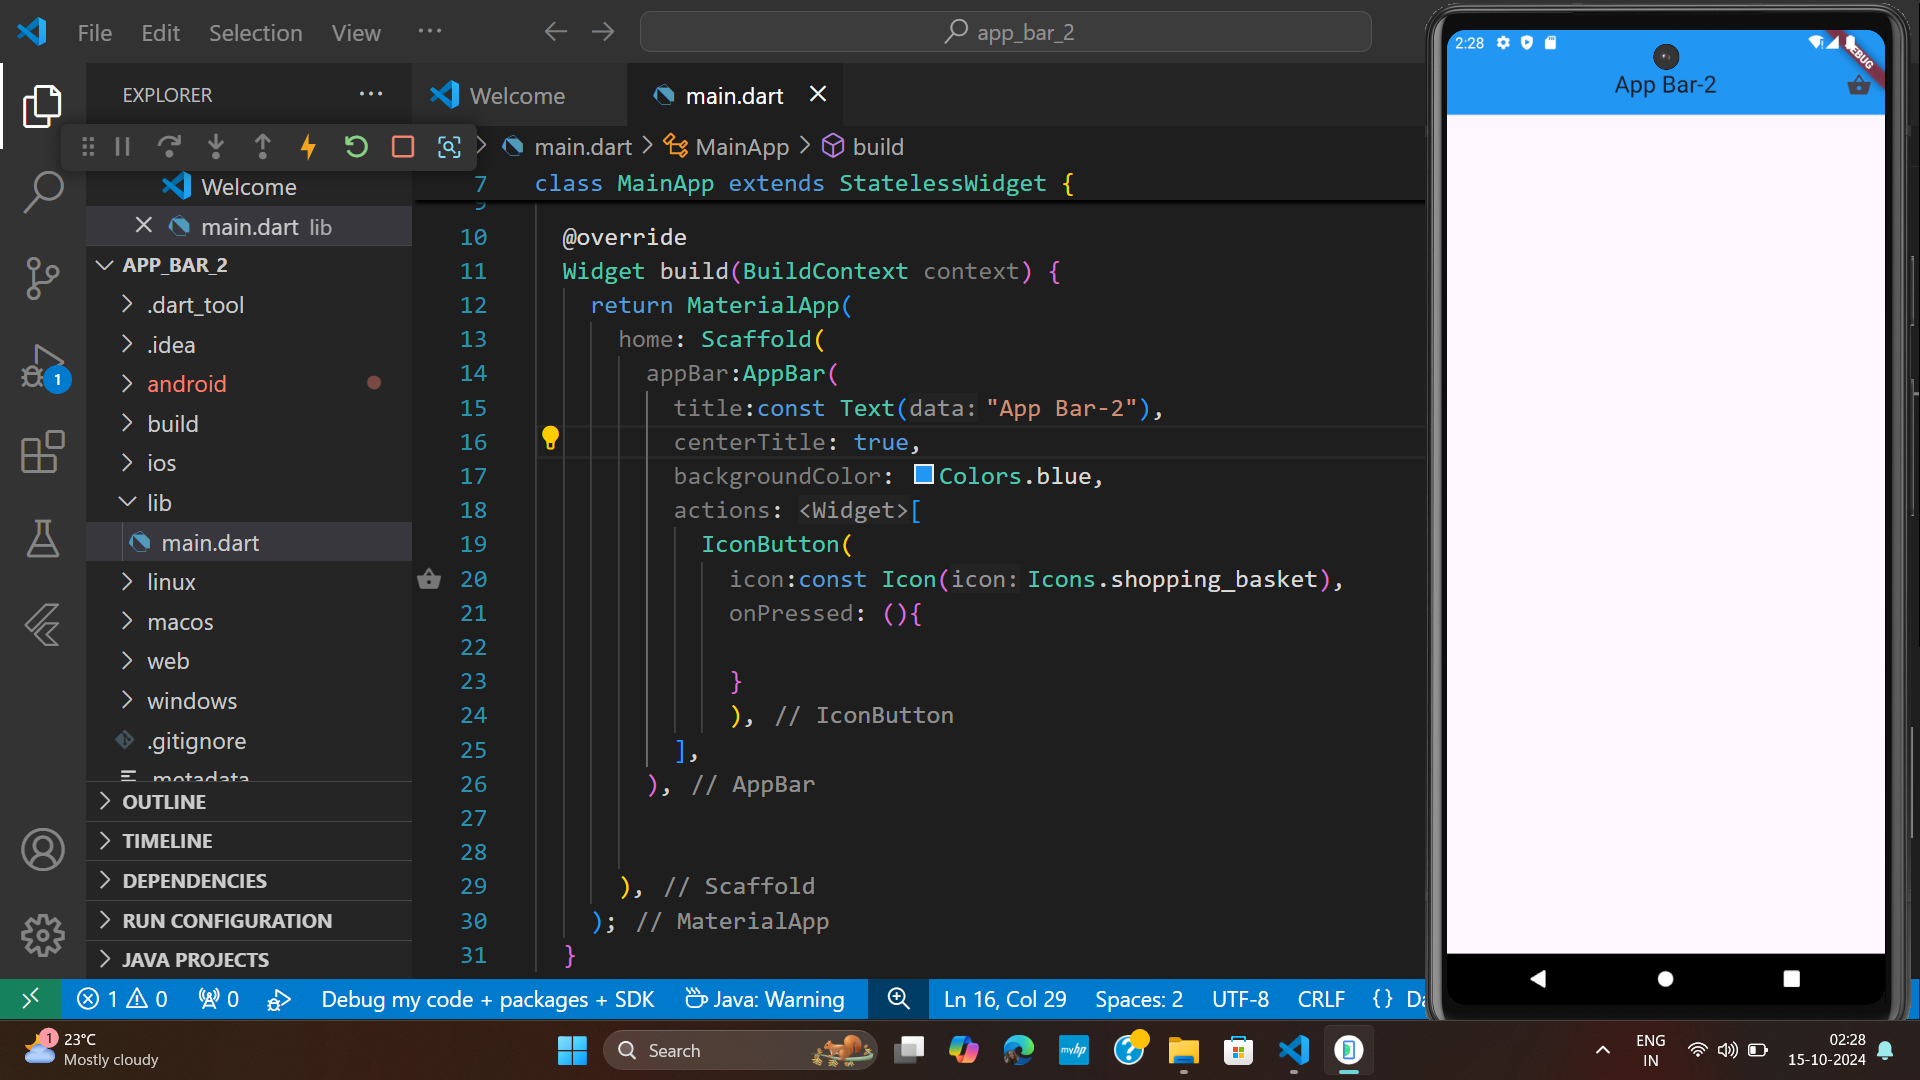 File Edit Selection View ··· app_bar_2
EXPLORER ···
Welcome
main.dart
main.dart > MainApp > build
Welcome
main.dart lib
APP_BAR_2
.dart_tool
.idea
android
build
ios
lib
main.dart
linux
macos
web
windows
.gitignore
.metadata
OUTLINE
TIMELINE
DEPENDENCIES
RUN CONFIGURATION
JAVA PROJECTS
1
7 class MainApp extends StatelessWidget {
9
10 @override
11 Widget build(BuildContext context) {
12 return MaterialApp(
13 home: Scaffold(
14 appBar:AppBar(
15 title:const Text(data: "App Bar-2"),
16 centerTitle: true,
17 backgroundColor: Colors.blue,
18 actions: <Widget>[
19 IconButton(
20 icon:const Icon(icon: Icons.shopping_basket),
21 onPressed: (){
22
23 }
24 ), // IconButton
25 ],
26 ), // AppBar
27
28
29 ), // Scaffold
30 ); // MaterialApp
31 }
2:28
DEBUG
App Bar-2
1 0 0 Debug my code + packages + SDK Java: Warning Ln 16, Col 29 Spaces: 2 UTF-8 CRLF {} Da
1 23°C
Mostly cloudy
Search
myhp
ENG
IN
02:28
15-10-2024